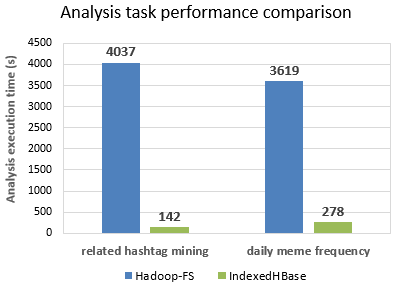 Analysis task performance comparison
Analysis execution time (s)
4500
4000
3500
3000
2500
2000
1500
1000
500
0
4037
142
3619
278
related hashtag mining
daily meme frequency
Hadoop-FS
IndexedHBase